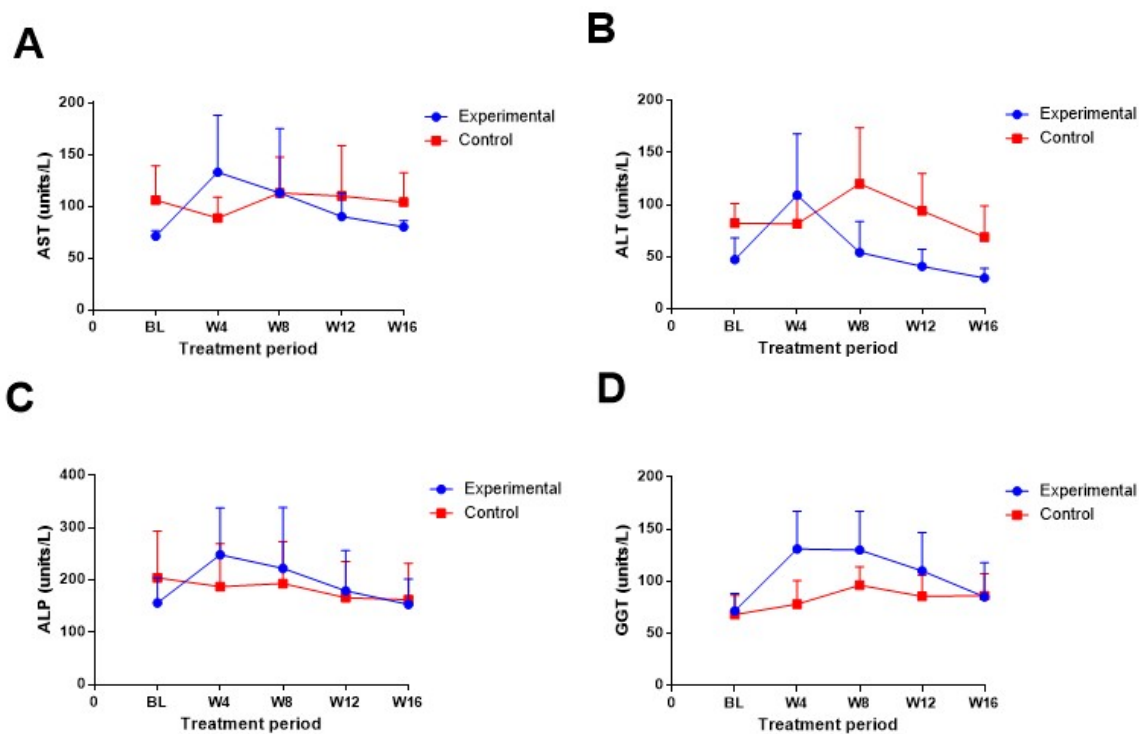 A
AST (units/L)
200
150
100
50
0
0 BL W4 W8 W12 W16
Treatment period
Experimental
Control
B
ALT (units/L)
200
150
100
50
0
0 BL W4 W8 W12 W16
Treatment period
Experimental
Control
C
ALP (units/L)
400
300
200
100
0
0 BL W4 W8 W12 W16
Treatment period
Experimental
Control
D
GGT (units/L)
200
150
100
50
0
0 BL W4 W8 W12 W16
Treatment period
Experimental
Control